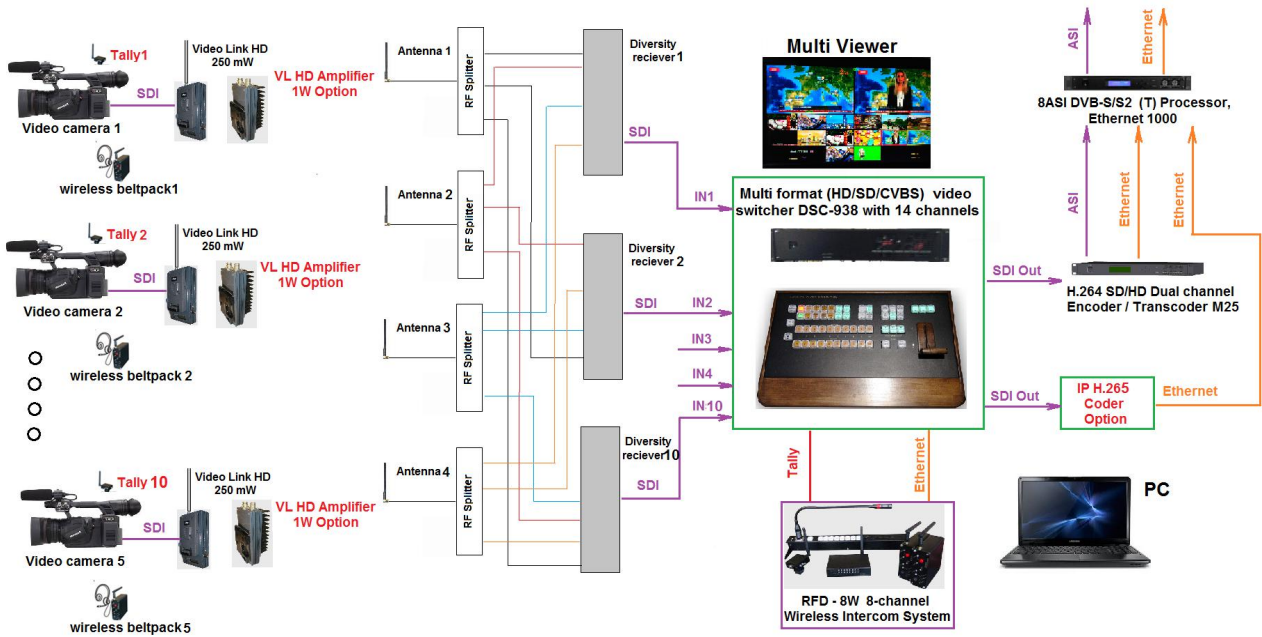 Tally1
Video Link HD
250 mW
VL HD Amplifier
1W Option
SDI
Video camera 1
wireless beltpack1
Tally 2
Video Link HD
250 mW
VL HD Amplifier
1W Option
SDI
Video camera 2
wireless beltpack 2
Tally 10
Video Link HD
250 mW
VL HD Amplifier
1W Option
SDI
Video camera 5
wireless beltpack5
Antenna 1
RF Splitter
Antenna 2
RF Splitter
Antenna 3
RF Splitter
Antenna 4
RF Splitter
Diversity
reciever 1
SDI
Diversity
reciever 2
SDI
Diversity
reciever10
SDI
IN1
IN2
IN3
IN4
IN10
Multi Viewer
Multi format (HD/SD/CVBS) video
switcher DSC-938 with 14 channels
Tally
Ethernet
RFD - 8W 8-channel
Wireless Intercom System
SDI Out
SDI Out
ASI
Ethernet
8ASI DVB-S/S2 (T) Processor,
Ethernet 1000
ASI
Ethernet
Ethernet
H.264 SD/HD Dual channel
Encoder / Transcoder M25
IP H.265
Coder
Option
Ethernet
PC